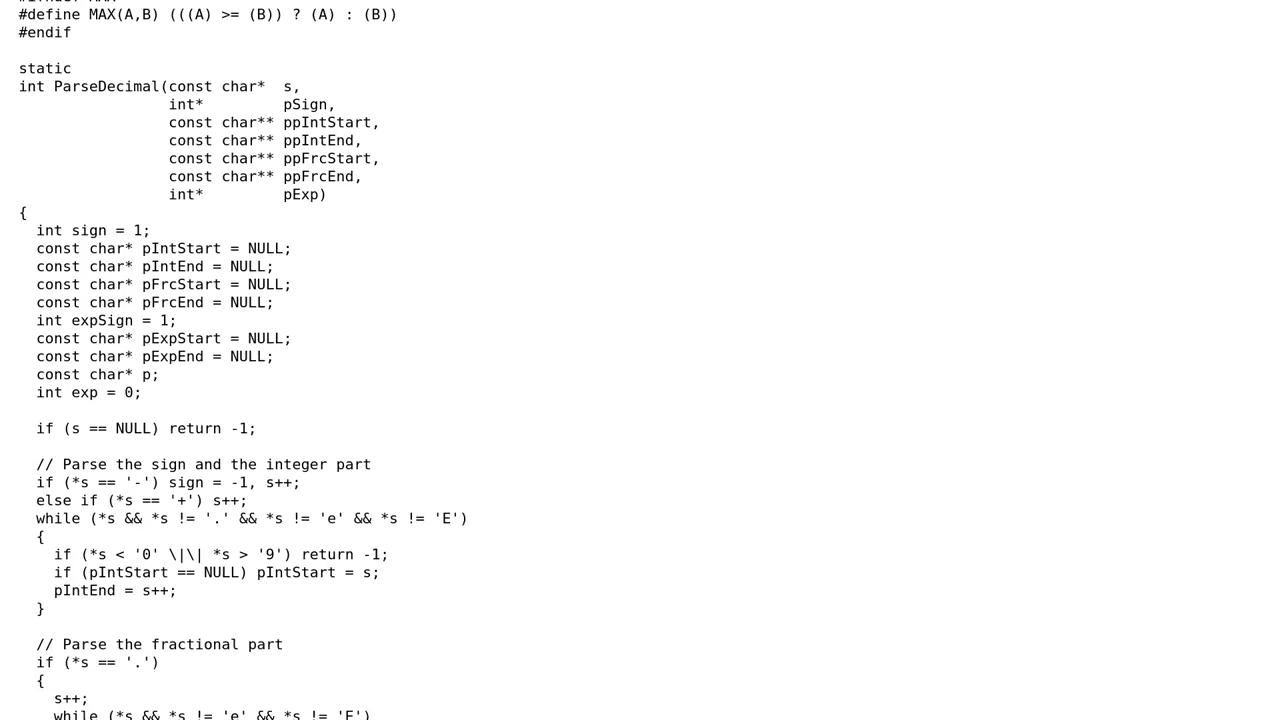 #define MAX(A,B) (((A) >= (B)) ? (A) : (B))
#endif

static
int ParseDecimal(const char*  s,
                 int*         pSign,
                 const char** ppIntStart,
                 const char** ppIntEnd,
                 const char** ppFrcStart,
                 const char** ppFrcEnd,
                 int*         pExp)
{
  int sign = 1;
  const char* pIntStart = NULL;
  const char* pIntEnd = NULL;
  const char* pFrcStart = NULL;
  const char* pFrcEnd = NULL;
  int expSign = 1;
  const char* pExpStart = NULL;
  const char* pExpEnd = NULL;
  const char* p;
  int exp = 0;

  if (s == NULL) return -1;

  // Parse the sign and the integer part
  if (*s == '-') sign = -1, s++;
  else if (*s == '+') s++;
  while (*s && *s != '.' && *s != 'e' && *s != 'E')
  {
    if (*s < '0' \|\| *s > '9') return -1;
    if (pIntStart == NULL) pIntStart = s;
    pIntEnd = s++;
  }

  // Parse the fractional part
  if (*s == '.')
  {
    s++;
    while (*s && *s != 'e' && *s != 'E')